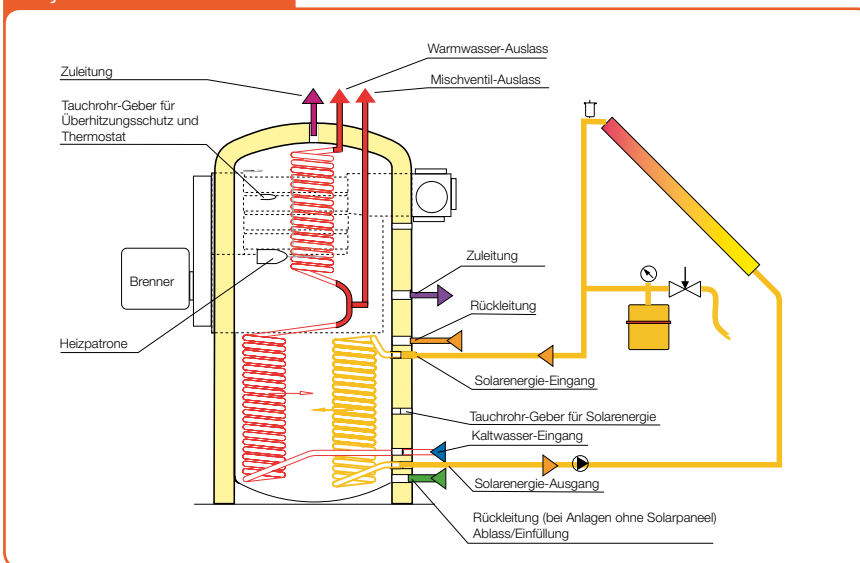 Warmwasser-Auslass
Zuleitung
Mischventil-Auslass
Tauchrohr-Geber für
Überhitzungsschutz und
Thermostat
Zuleitung
Brenner
Rückleitung
Heizpatrone
Solarenergie-Eingang
Tauchrohr-Geber für Solarenergie
Kaltwasser-Eingang
Solarenergie-Ausgang
Rückleitung (bei Anlagen ohne Solarpaneel)
Ablass/Einfüllung